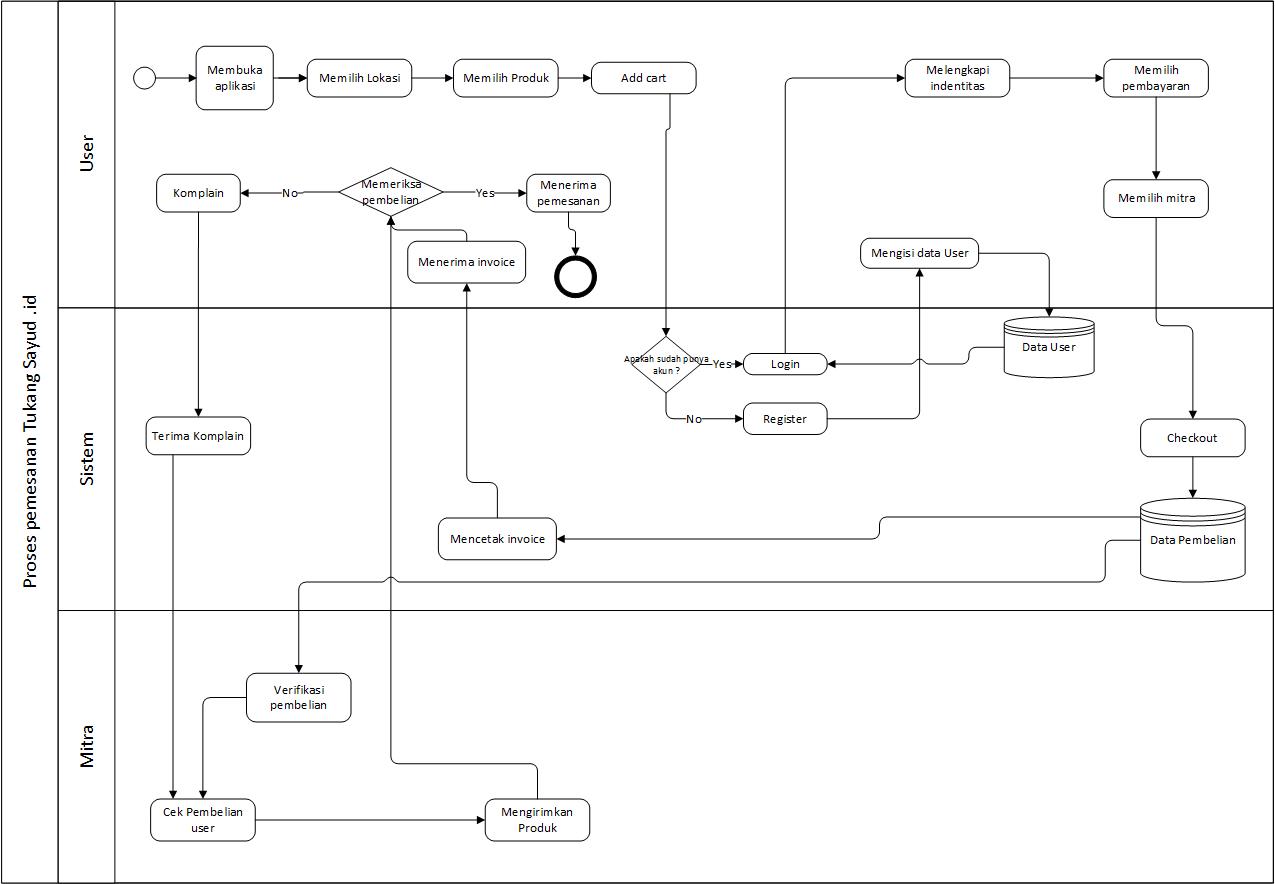 Proses pemesanan Tukang Sayud .id
User
Membuka
aplikasi
Memilih Lokasi
Memilih Produk
Add cart
Melengkapi
indentitas
Memilih
pembayaran
Komplain
No
Memeriksa
pembelian
Yes
Menerima
pemesanan
Memilih mitra
Menerima invoice
Mengisi data User
Sistem
Apakah sudah punya
akun ?
Yes
Login
Data User
No
Register
Terima Komplain
Checkout
Mencetak invoice
Data Pembelian
Mitra
Verifikasi
pembelian
Cek Pembelian
user
Mengirimkan
Produk